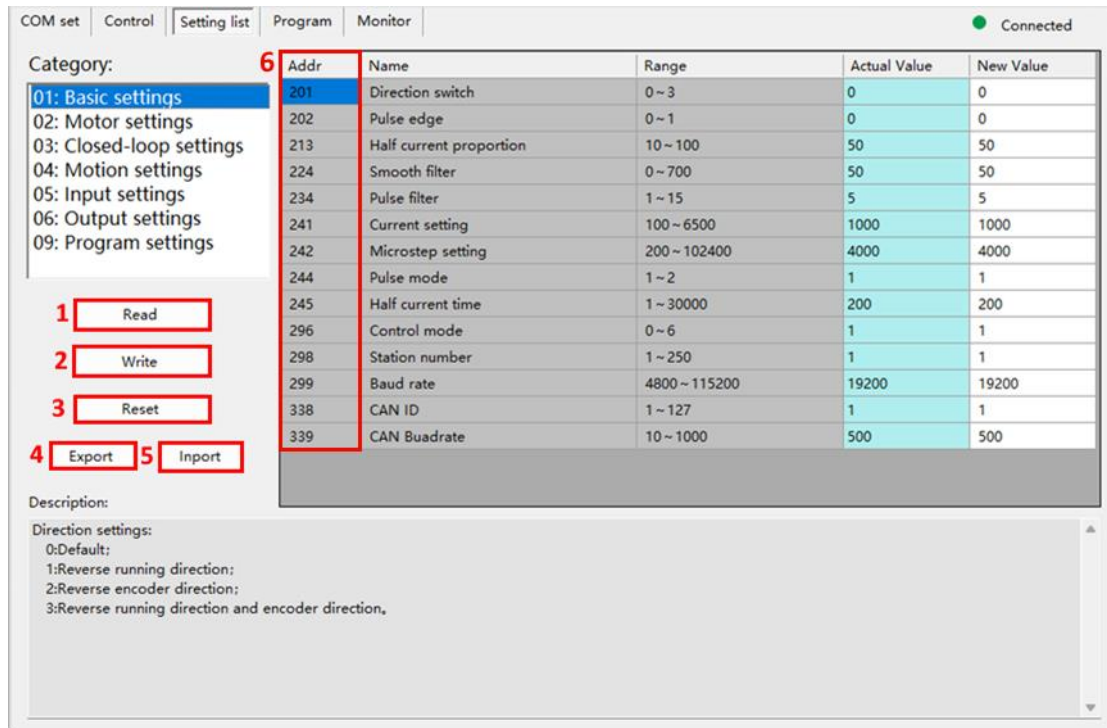 COM set Control Setting list Program Monitor Connected
Category:
01: Basic settings
02: Motor settings
03: Closed-loop settings
04: Motion settings
05: Input settings
06: Output settings
09: Program settings
1 Read
2 Write
3 Reset
4 Export 5 Inport
6 Addr Name Range Actual Value New Value
201 Direction switch 0~3 0 0
202 Pulse edge 0~1 0 0
213 Half current proportion 10~100 50 50
224 Smooth filter 0~700 50 50
234 Pulse filter 1~15 5 5
241 Current setting 100~6500 1000 1000
242 Microstep setting 200~102400 4000 4000
244 Pulse mode 1~2 1 1
245 Half current time 1~30000 200 200
296 Control mode 0~6 1 1
298 Station number 1~250 1 1
299 Baud rate 4800~115200 19200 19200
338 CAN ID 1~127 1 1
339 CAN Buadrate 10~1000 500 500
Description:
Direction settings:
0:Default;
1:Reverse running direction;
2:Reverse encoder direction;
3:Reverse running direction and encoder direction。